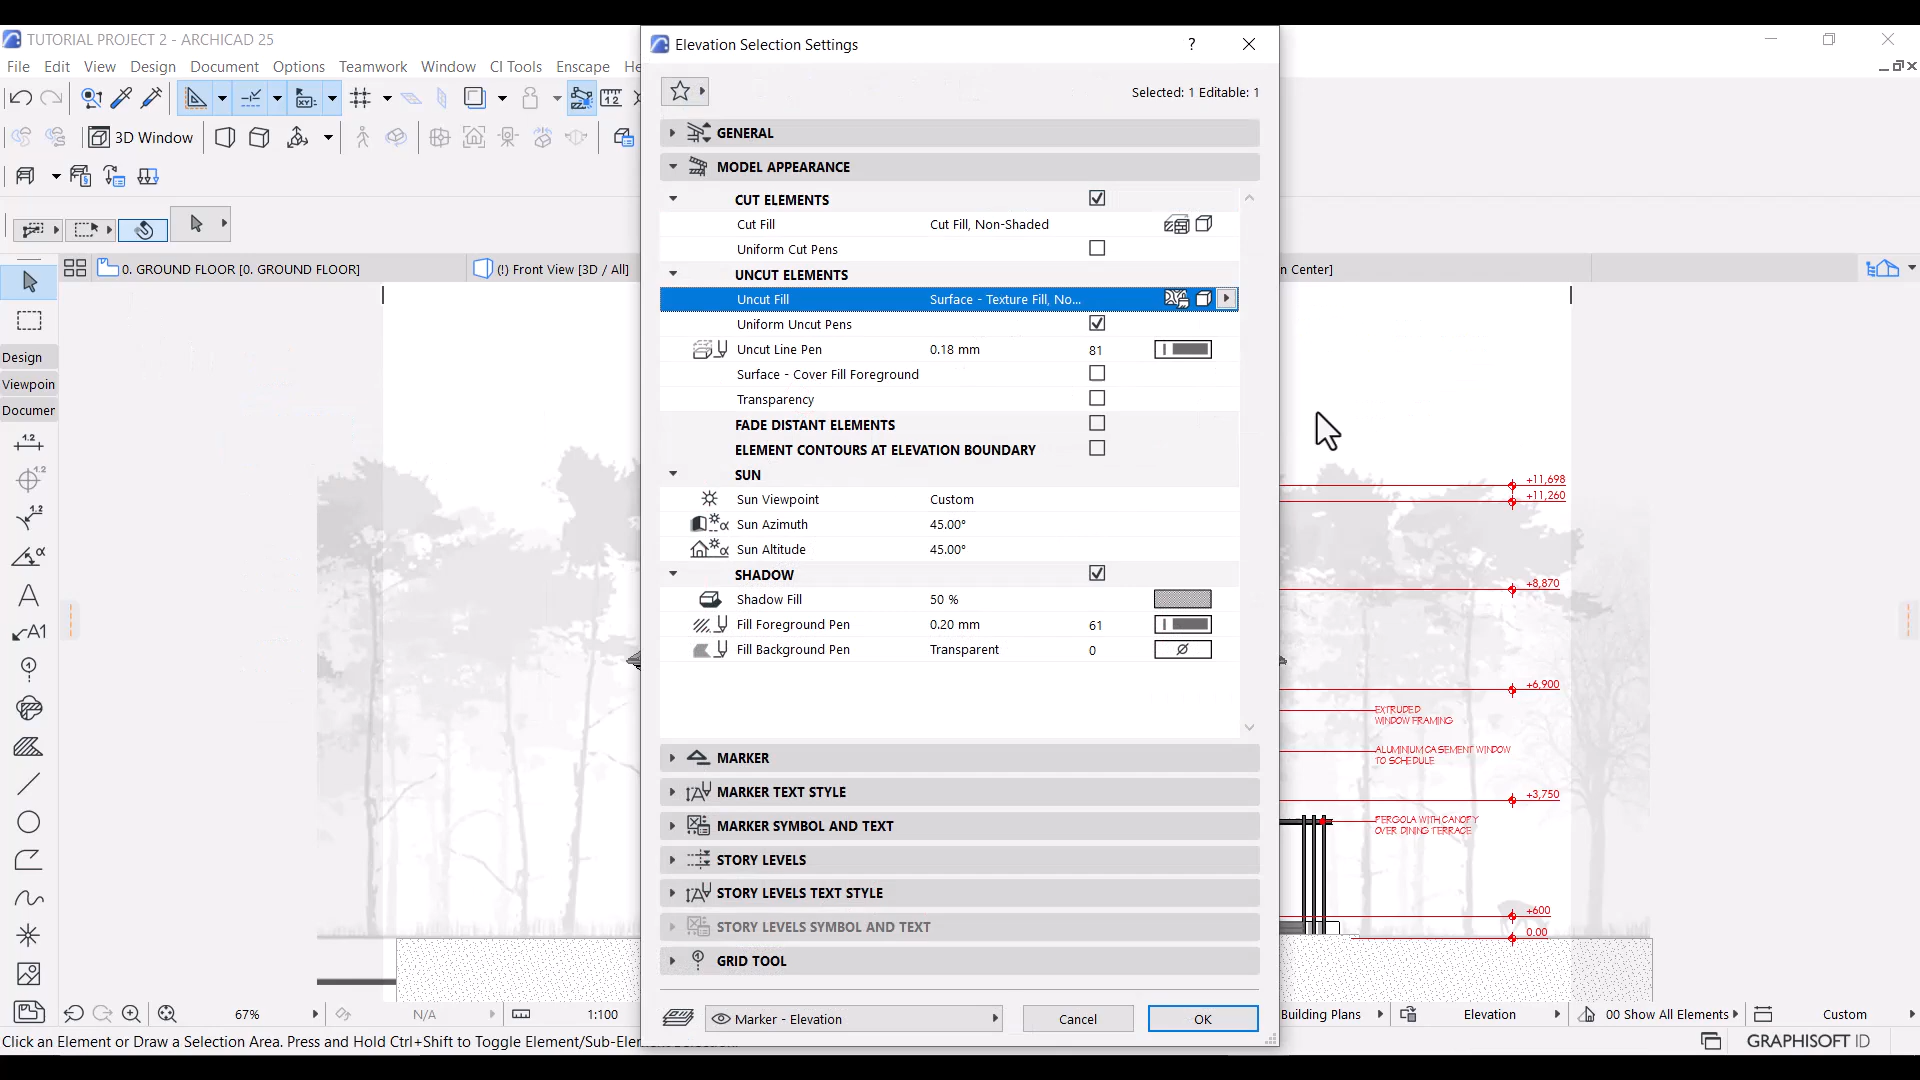 TUTORIAL PROJECT 2 - ARCHICAD 25
File Edit View Design Document Options Teamwork Window CI Tools Enscape He
3D Window
0. GROUND FLOOR [0. GROUND FLOOR]
(!) Front View [3D / All]
n Center]
Design
Viewpoin
Documer
1.2
1.2
1.2
A1
Elevation Selection Settings
?
Selected: 1 Editable: 1
GENERAL
MODEL APPEARANCE
CUT ELEMENTS
Cut Fill Cut Fill, Non-Shaded
Uniform Cut Pens
UNCUT ELEMENTS
Uncut Fill Surface - Texture Fill, No...
Uniform Uncut Pens
Uncut Line Pen 0.18 mm 81
Surface - Cover Fill Foreground
Transparency
FADE DISTANT ELEMENTS
ELEMENT CONTOURS AT ELEVATION BOUNDARY
SUN
Sun Viewpoint Custom
Sun Azimuth 45.00°
Sun Altitude 45.00°
SHADOW
Shadow Fill 50 %
Fill Foreground Pen 0.20 mm 61
Fill Background Pen Transparent 0
MARKER
MARKER TEXT STYLE
MARKER SYMBOL AND TEXT
STORY LEVELS
STORY LEVELS TEXT STYLE
STORY LEVELS SYMBOL AND TEXT
GRID TOOL
Marker - Elevation
Cancel
OK
+11,698
+11,260
+8,870
+6,900
EXTRUDED
WINDOW FRAMING
ALUMINIUM CASEMENT WINDOW
TO SCHEDULE
+3,750
PERGOLA WITH CANOPY
OVER DINING TERRACE
+600
0.00
67% N/A 1:100
Building Plans Elevation 00 Show All Elements Custom
Click an Element or Draw a Selection Area. Press and Hold Ctrl+Shift to Toggle Element/Sub-Elem
GRAPHISOFT ID